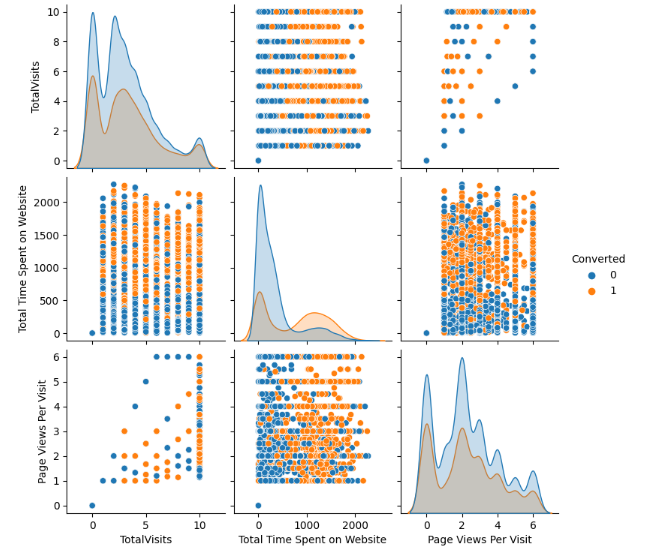 10
8
6
4
2
0
TotalVisits
2000
1500
1000
500
0
Total Time Spent on Website
Converted
0
1
6
5
4
3
2
1
0
Page Views Per Visit
0 5 10
0 1000 2000
0 2 4 6
TotalVisits
Total Time Spent on Website
Page Views Per Visit